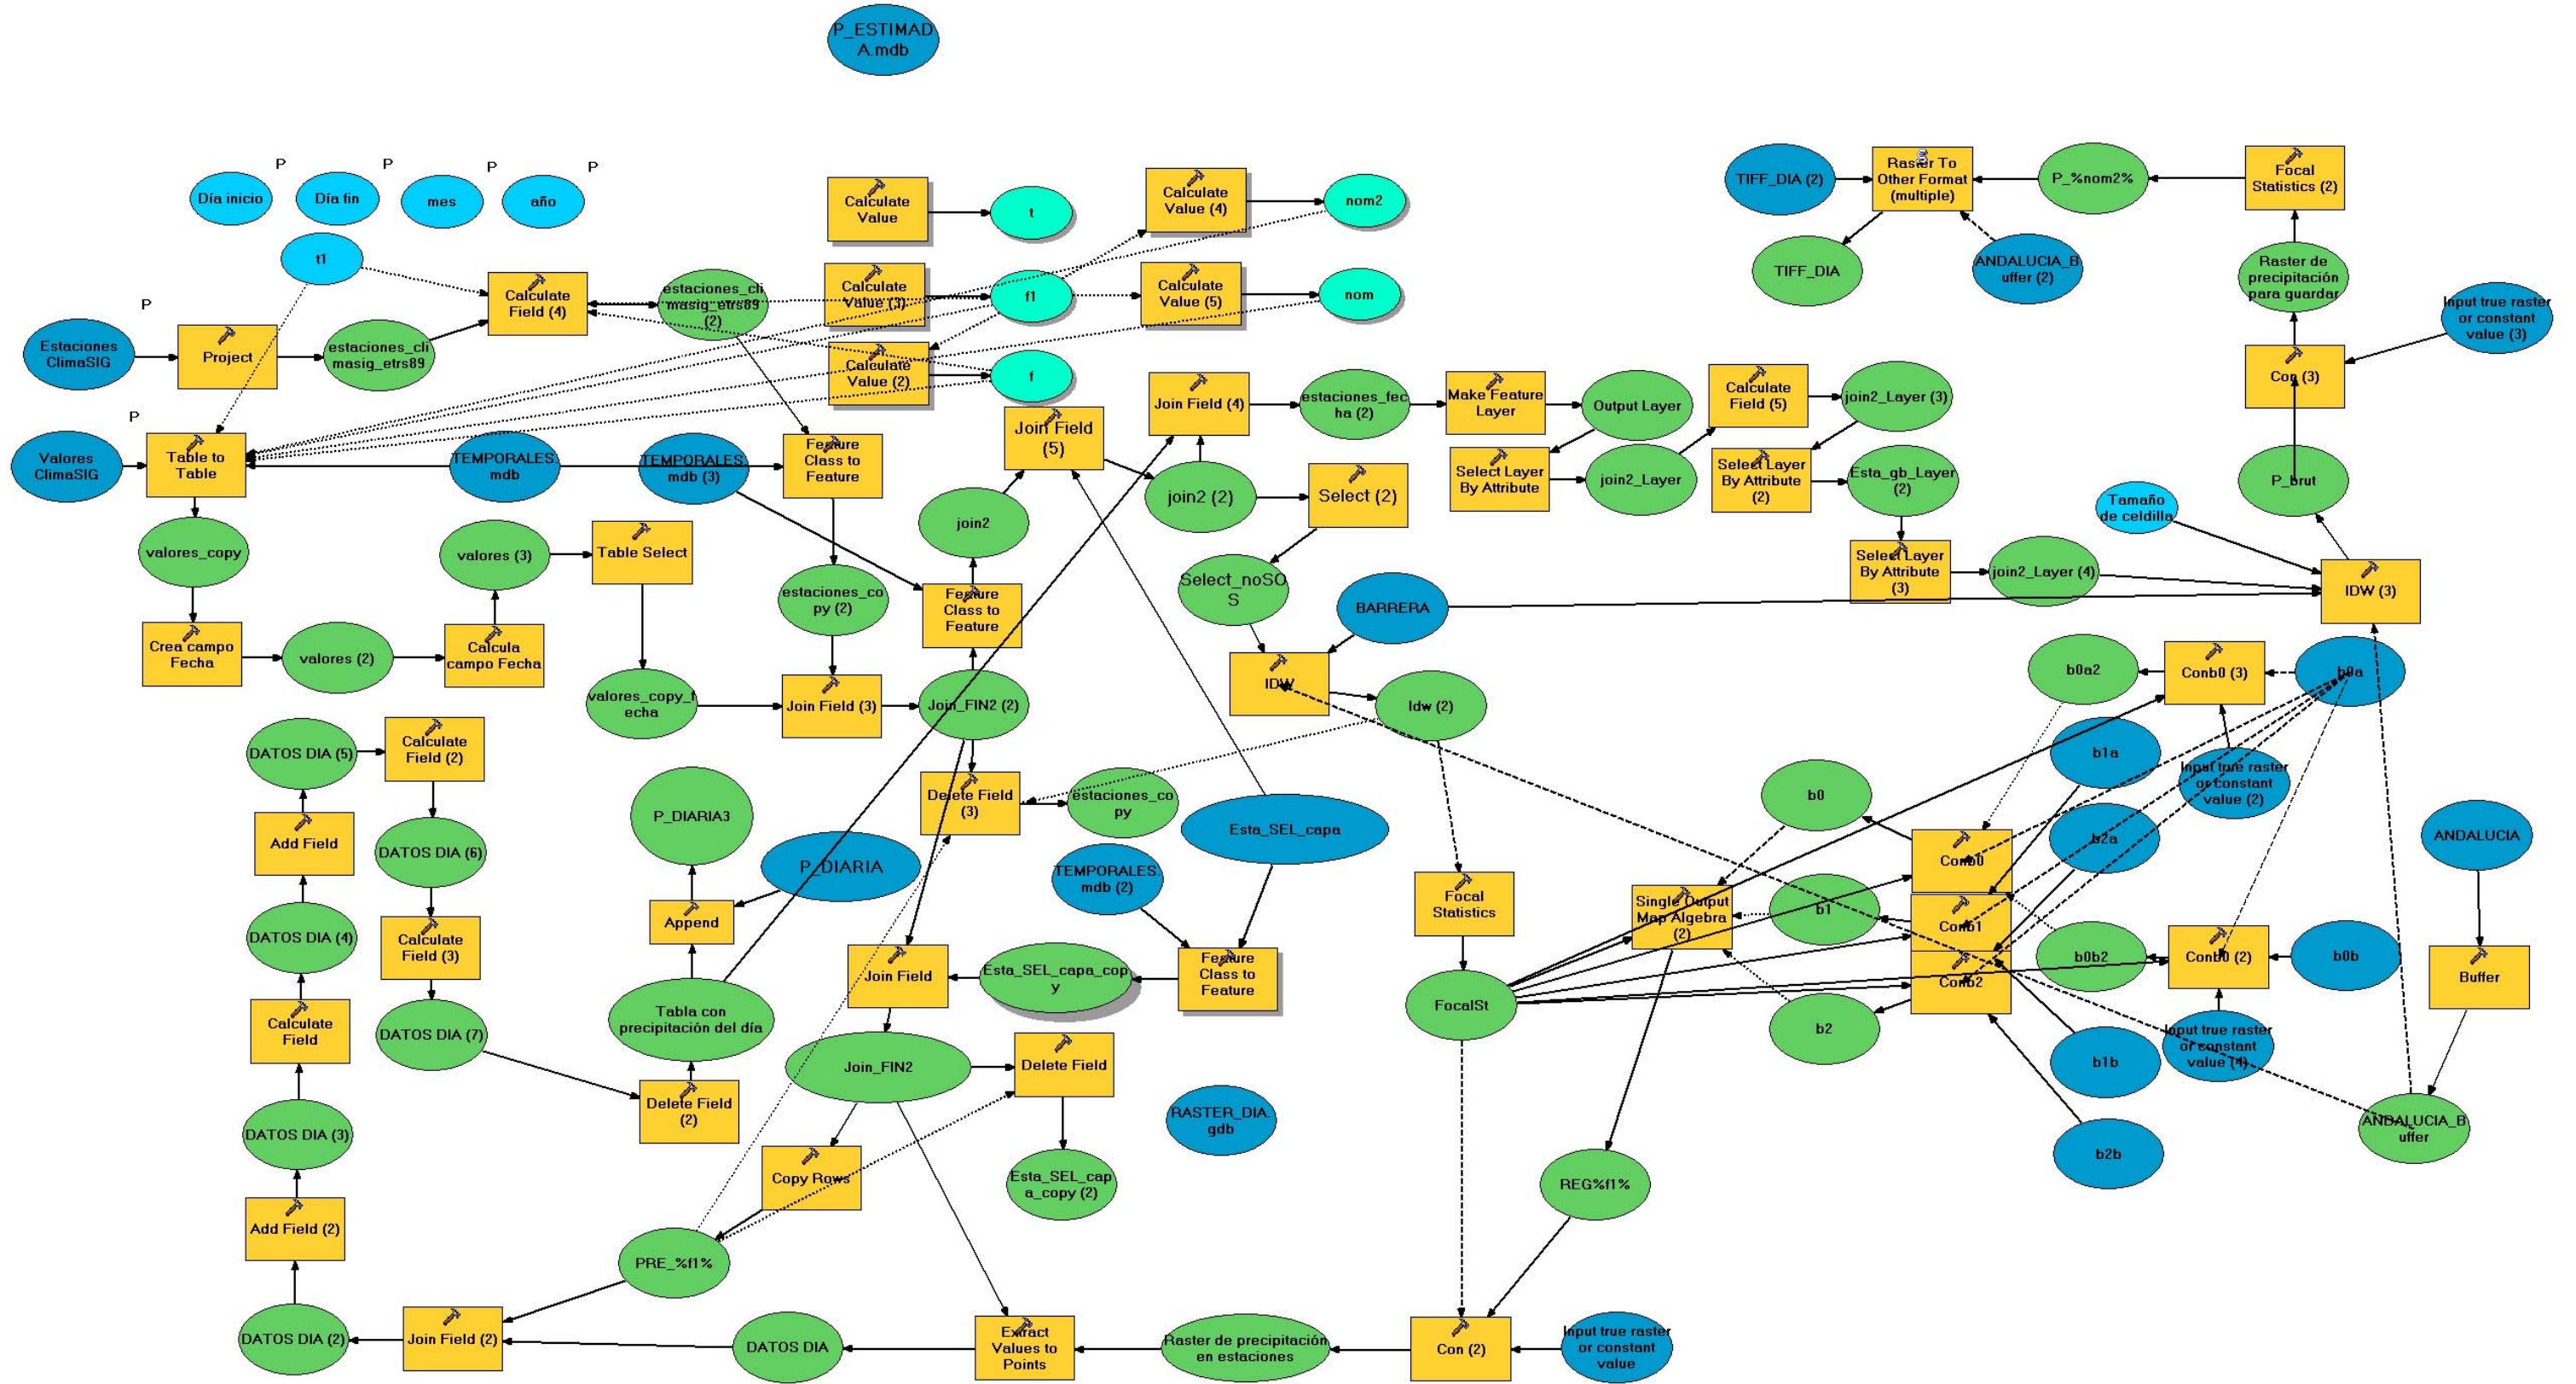 P_ESTIMAD
A.mdb
P
P
P
P
Día inicio
Día fin
mes
año
t1
P
Estaciones
ClimaSIG
Project
estaciones_cli
masig_etrs89
Calculate
Field (4)
estaciones_cli
masig_etrs89
(2)
Calculate
Value
t
Calculate
Value (4)
nom2
Calculate
Value (3)
f1
Calculate
Value (5)
nom
Calculate
Value (2)
f
TIFF_DIA (2)
Raster To
Other Format
(multiple)
P_%nom2%
Focal
Statistics (2)
TIFF_DIA
ANDALUCIA_B
uffer (2)
Raster de
precipitación
para guardar
Input true raster
or constant
value (3)
Con (3)
P
Valores
ClimaSIG
Table to
Table
TEMPORALES.
mdb
TEMPORALES.
mdb (3)
Feature
Class to
Feature
Join Field
(5)
Join Field (4)
estaciones_fec
ha (2)
Make Feature
Layer
Output Layer
Calculate
Field (5)
join2_Layer (3)
join2
join2 (2)
Select (2)
Select Layer
By Attribute
join2_Layer
Select Layer
By Attribute
(2)
Esta_gb_Layer
(2)
P_brut
Tamaño
de celdilla
valores_copy
valores (3)
Table Select
estaciones_co
py (2)
Feature
Class to
Feature
Select_noSO
S
BARRERA
Select Layer
By Attribute
(3)
join2_Layer (4)
IDW (3)
Crea campo
Fecha
valores (2)
Calcula
campo Fecha
valores_copy_f
echa
Join Field (3)
Join_FIN2 (2)
IDW
Idw (2)
b0a2
Conb0 (3)
b0a
DATOS DIA (5)
Calculate
Field (2)
b1a
Input true raster
or constant
value (2)
P_DIARIA3
Delete Field
(3)
estaciones_co
py
Esta_SEL_capa
b0
b2a
ANDALUCIA
Add Field
DATOS DIA (6)
P_DIARIA
TEMPORALES.
mdb (2)
Focal
Statistics
Single Output
Map Algebra
(2)
b1
Conb0
Conb1
Conb2
DATOS DIA (4)
Calculate
Field (3)
Append
Join Field
Esta_SEL_capa_cop
y
Feature
Class to
Feature
b0b2
Conb0 (2)
b0b
Buffer
Calculate
Field
DATOS DIA (7)
Tabla con
precipitación del día
FocalSt
b2
b1b
Input true raster
or constant
value (4)
Join_FIN2
Delete Field
Delete Field
(2)
RASTER_DIA.
gdb
b2b
ANDALUCIA_B
uffer
DATOS DIA (3)
Copy Rows
Esta_SEL_cap
a_copy (2)
REG%f1%
Add Field (2)
PRE_%f1%
DATOS DIA (2)
Join Field (2)
DATOS DIA
Extract
Values to
Points
Raster de precipitación
en estaciones
Con (2)
Input true raster
or constant
value